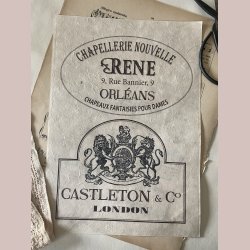 CHAPELLERIE NOUVELLE
RENE
9, Rue Bannier, 9
ORLÉANS
CHAPEAUX FANTAISIES POUR DAMES
CASTLETON & Cº
LONDON